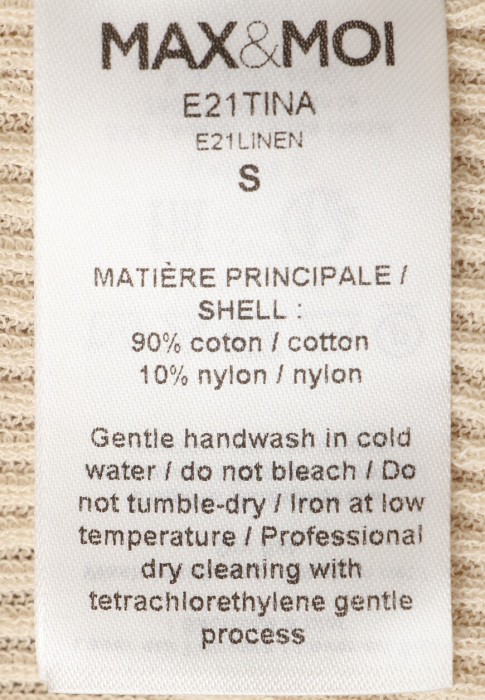 MAX&MOI
E21TINA
E21LINEN
S
MATIÈRE PRINCIPALE /
SHELL :
90% coton / cotton
10% nylon / nylon
Gentle handwash in cold
water / do not bleach / Do
not tumble-dry / Iron at low
temperature / Professional
dry cleaning with
tetrachlorethylene gentle
process